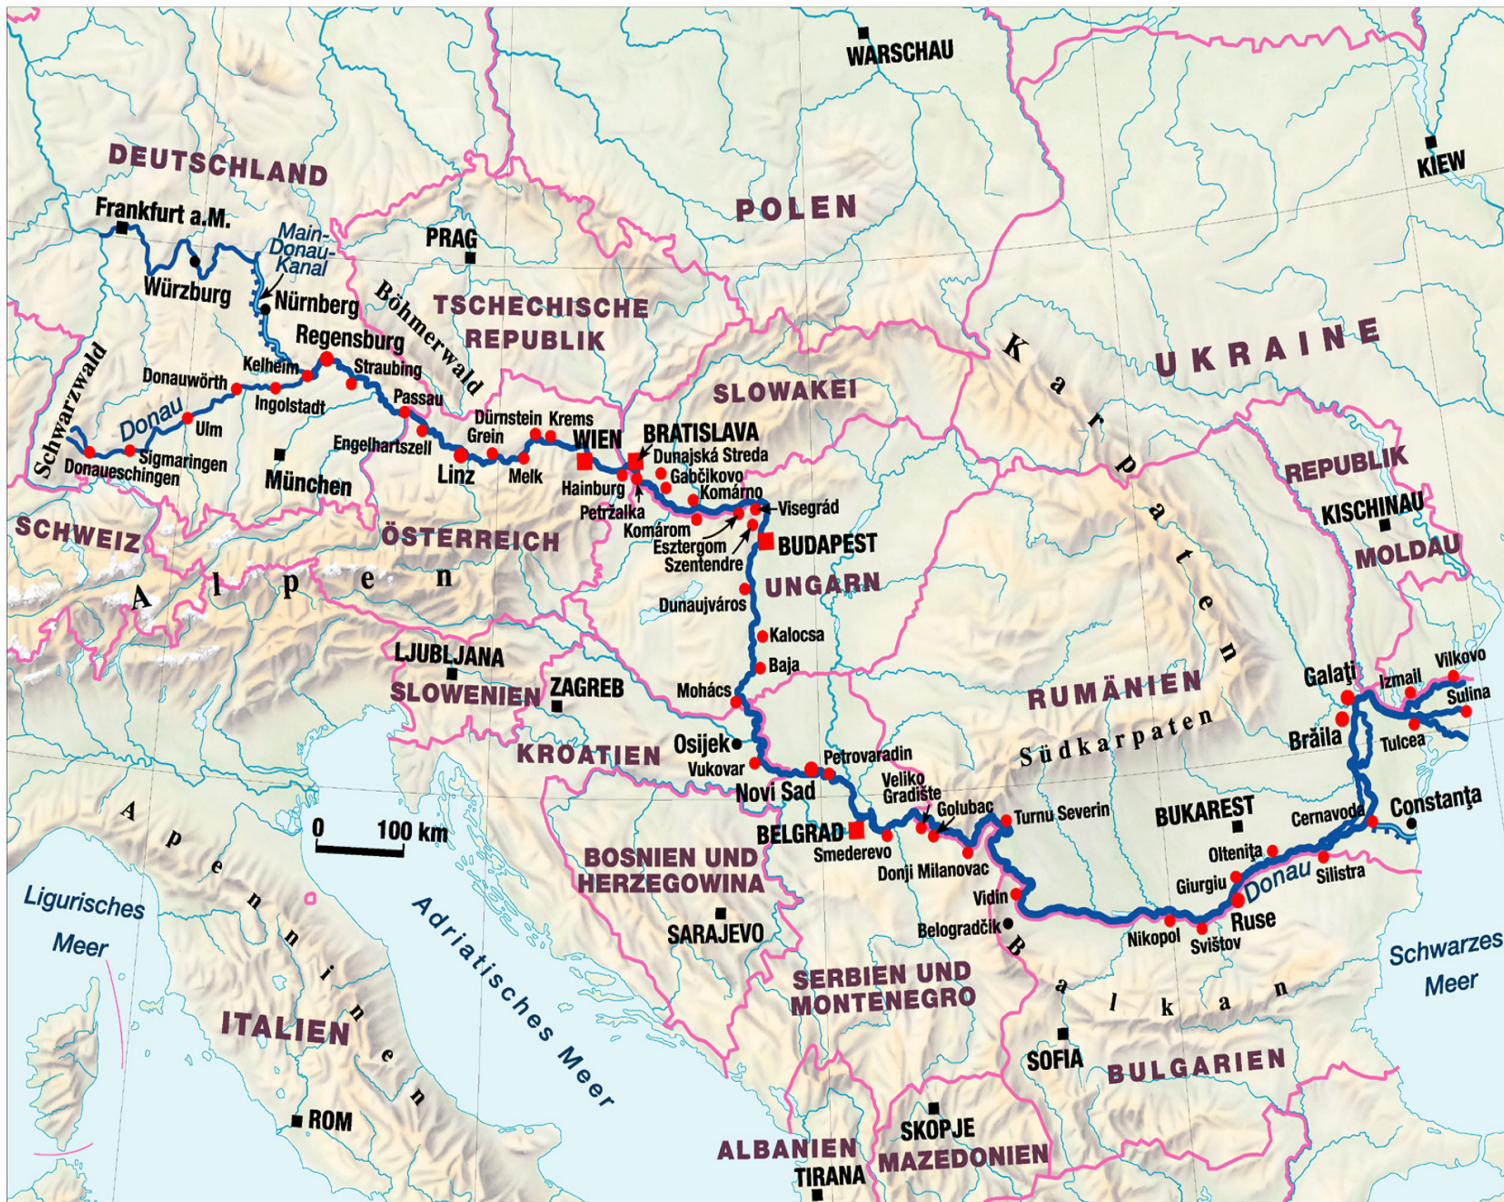 WARSCHAU
KIEW
DEUTSCHLAND
POLEN
Frankfurt a.M.
Main-
Donau-
Kanal
PRAG
Würzburg
Nürnberg
Böhmerwald
TSCHECHISCHE
REPUBLIK
Regensburg
Karpaten
UKRAINE
Schwarzwald
Kelheim
Straubing
Donauwörth
Ingolstadt
Passau
SLOWAKEI
Donau
Ulm
Dürnstein
Krems
Engelhartszell
Grein
WIEN
BRATISLAVA
Dunajská Streda
Sigmaringen
Donaueschingen
München
Linz
Melk
Hainburg
Gabčikovo
Komárno
REPUBLIK
MOLDAU
KISCHINAU
Petržalka
Visegrád
Komárom
Esztergom
Szentendre
BUDAPEST
SCHWEIZ
ÖSTERREICH
Alpen
UNGARN
Dunaujváros
Kalocsa
Baja
LJUBLJANA
SLOWENIEN
ZAGREB
Mohács
RUMÄNIEN
Südkarpaten
Galaţi
Izmail
Vilkovo
Sulina
Brăila
Tulcea
KROATIEN
Osijek
Vukovar
Petrovaradin
Novi Sad
Veliko
Gradište
Golubac
Turnu Severin
BUKAREST
Cernavoda
Constanţa
0
100 km
BELGRAD
Smederevo
Donji Milanovac
Olteniţa
Giurgiu
Donau
Silistra
BOSNIEN UND
HERZEGOWINA
Apenninen
Vidin
Belogradčik
Nikopol
Svištov
Ruse
Ligurisches
Meer
Adriatisches Meer
SARAJEVO
Balkan
Schwarzes
Meer
SERBIEN UND
MONTENEGRO
ITALIEN
SOFIA
BULGARIEN
ROM
SKOPJE
ALBANIEN
MAZEDONIEN
TIRANA